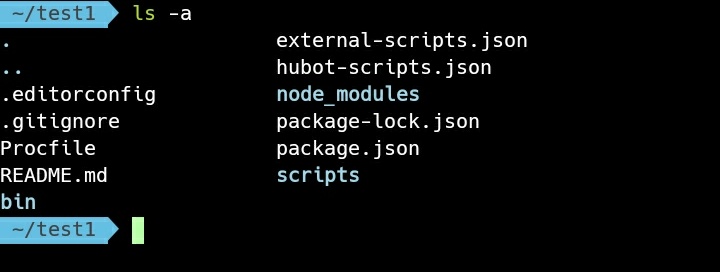 ~/test1 ls -a
. external-scripts.json
.. hubot-scripts.json
.editorconfig node_modules
.gitignore package-lock.json
Procfile package.json
README.md scripts
bin
~/test1